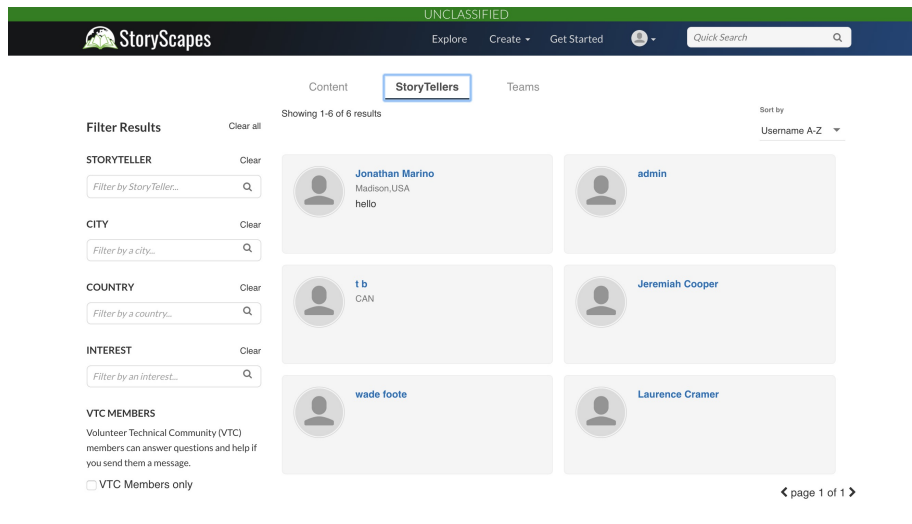 UNCLASSIFIED
StoryScapes
Explore Create Get Started
Quick Search
Content StoryTellers Teams
Showing 1-6 of 6 results
Sort by
Username A-Z
Filter Results Clear all
STORYTELLER Clear
Filter by StoryTeller...
CITY Clear
Filter by a city...
COUNTRY Clear
Filter by a country...
INTEREST Clear
Filter by an interest...
VTC MEMBERS
Volunteer Technical Community (VTC)
members can answer questions and help if
you send them a message.
VTC Members only
Jonathan Marino
Madison,USA
hello
admin
t b
CAN
Jeremiah Cooper
wade foote
Laurence Cramer
page 1 of 1